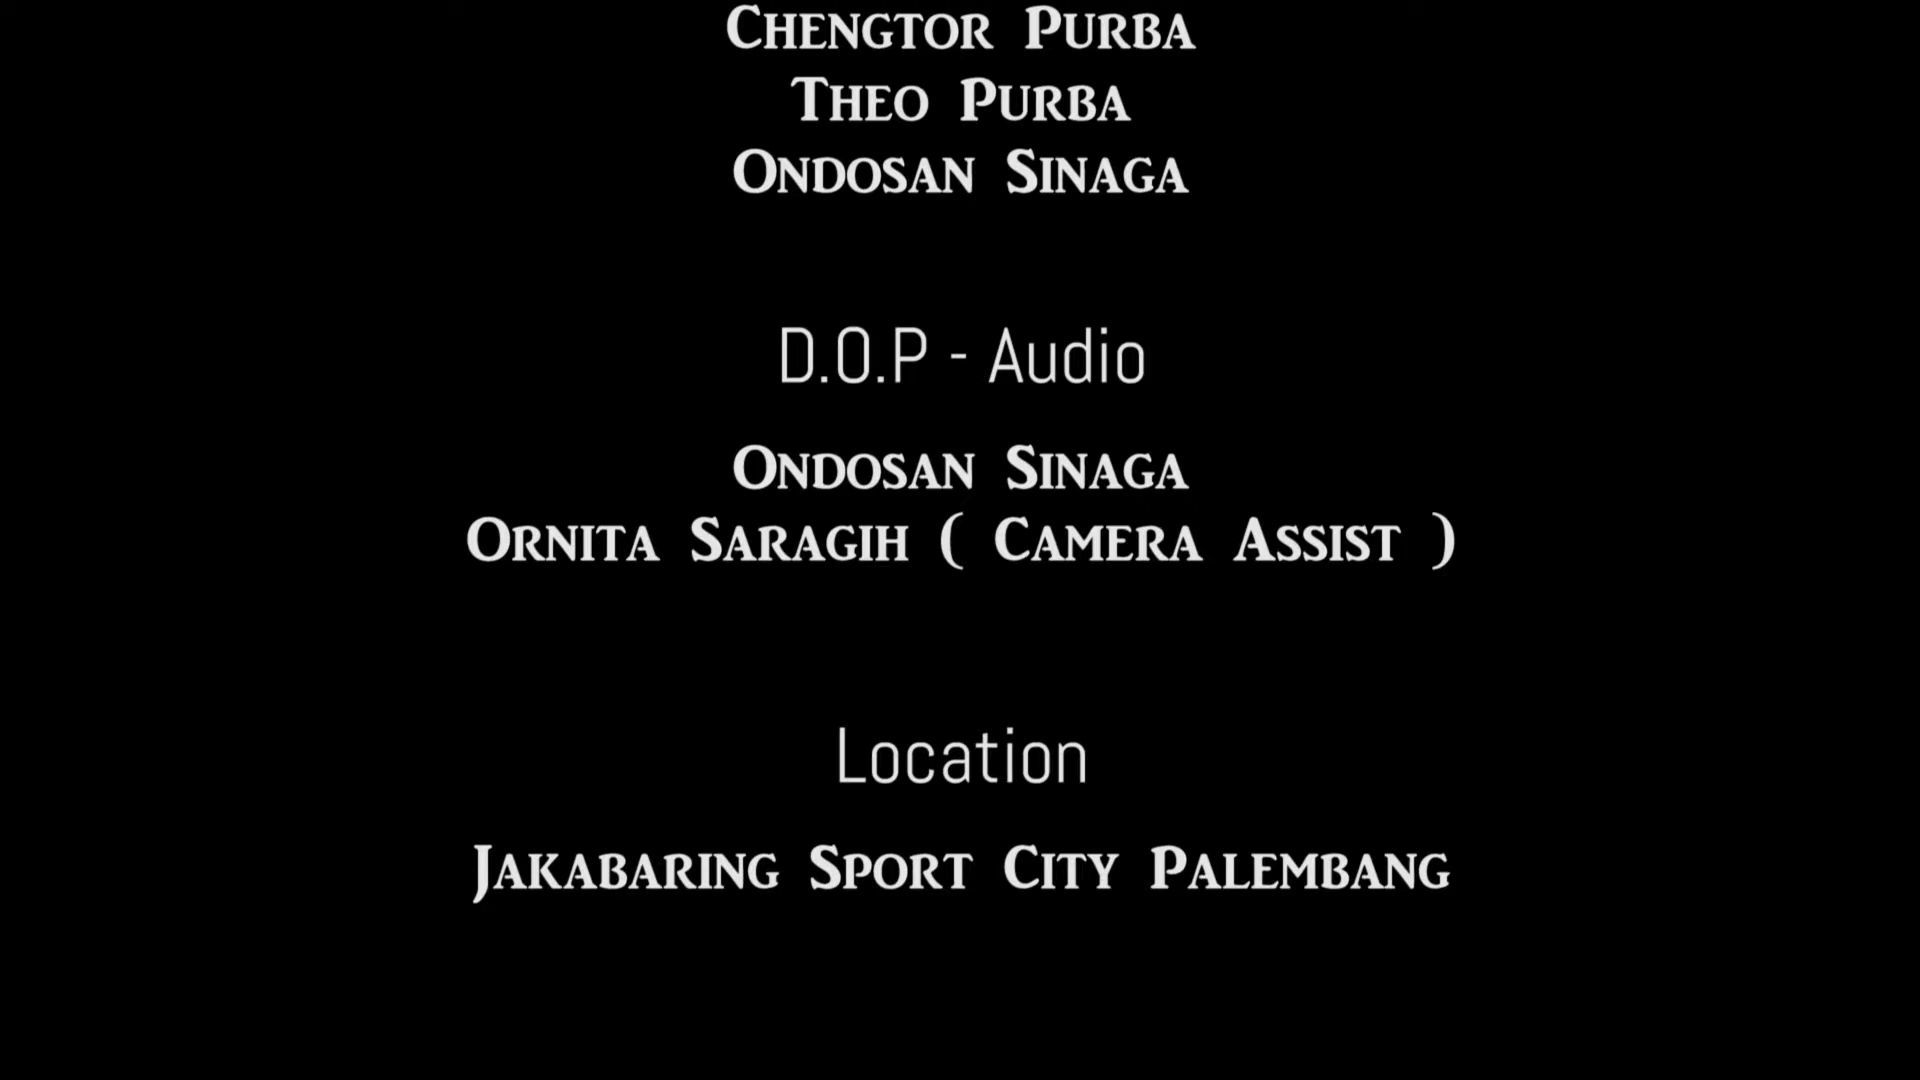 Chengtor Purba
Theo Purba
Ondosan Sinaga
D.O.P - Audio
Ondosan Sinaga
Ornita Saragih ( Camera Assist )
Location
Jakabaring Sport City Palembang